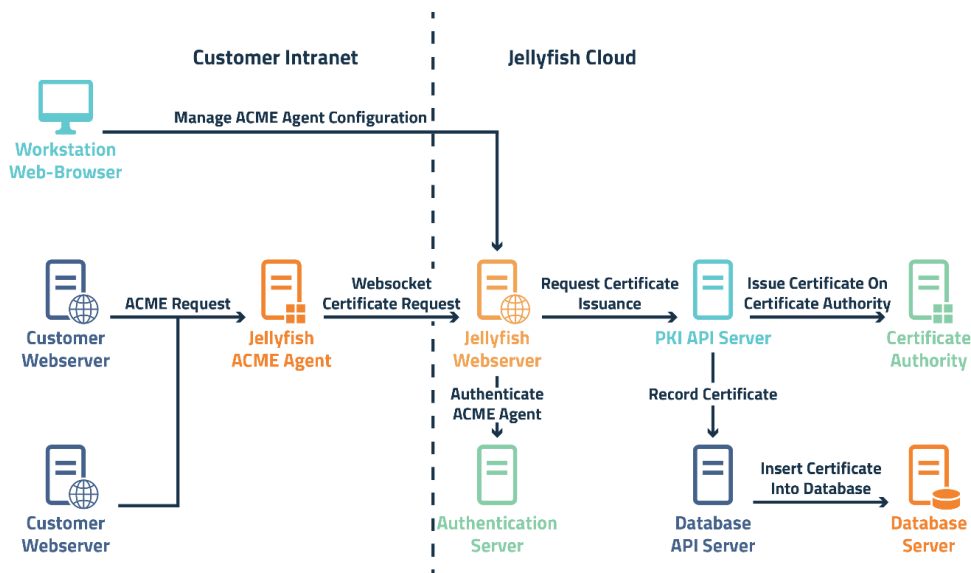 Customer Intranet
Jellyfish Cloud
Manage ACME Agent Configuration
Workstation
Web-Browser
ACME Request
Websocket
Certificate Request
Request Certificate
Issuance
Issue Certificate On
Certificate Authority
Customer
Webserver
Jellyfish
ACME Agent
Jellyfish
Webserver
PKI API Server
Certificate
Authority
Authenticate
ACME Agent
Record Certificate
Insert Certificate
Into Database
Customer
Webserver
Authentication
Server
Database
API Server
Database
Server